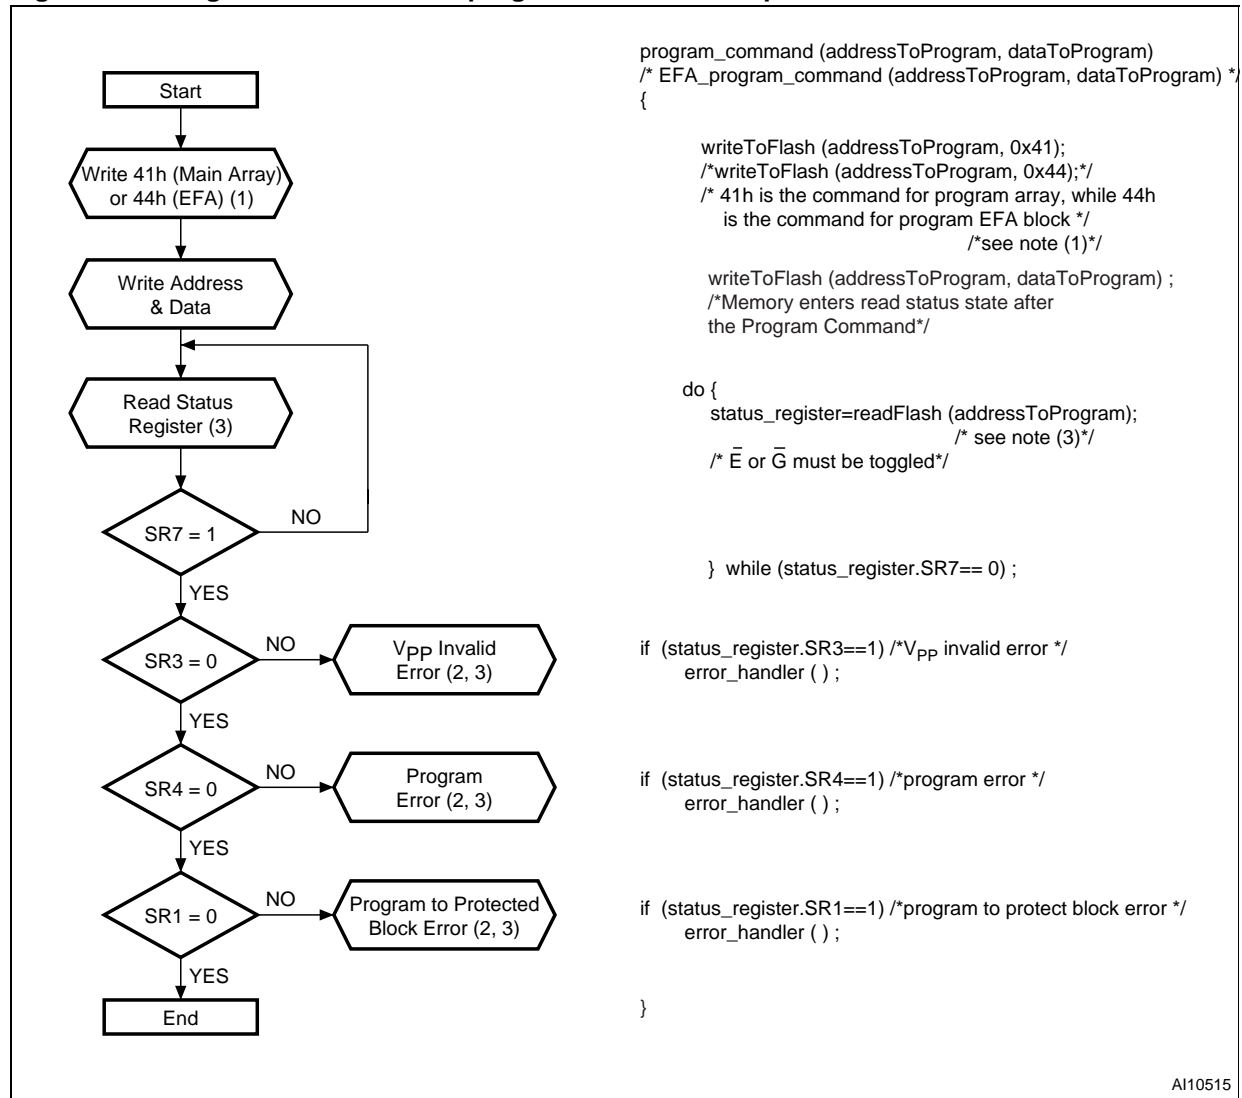 Start
Write 41h (Main Array)
or 44h (EFA) (1)
Write Address
& Data
Read Status
Register (3)
SR7 = 1
NO
YES
SR3 = 0
NO
VPP Invalid
Error (2, 3)
YES
SR4 = 0
NO
Program
Error (2, 3)
YES
SR1 = 0
NO
Program to Protected
Block Error (2, 3)
YES
End
program_command (addressToProgram, dataToProgram)
/* EFA_program_command (addressToProgram, dataToProgram) */
{
writeToFlash (addressToProgram, 0x41);
/*writeToFlash (addressToProgram, 0x44);*/
/* 41h is the command for program array, while 44h
is the command for program EFA block */
/*see note (1)*/
writeToFlash (addressToProgram, dataToProgram) ;
/*Memory enters read status state after
the Program Command*/
do {
status_register=readFlash (addressToProgram);
/* see note (3)*/
/* E̅ or G̅ must be toggled*/
} while (status_register.SR7== 0) ;
if (status_register.SR3==1) /*VPP invalid error */
error_handler ( ) ;
if (status_register.SR4==1) /*program error */
error_handler ( ) ;
if (status_register.SR1==1) /*program to protect block error */
error_handler ( ) ;
}
AI10515